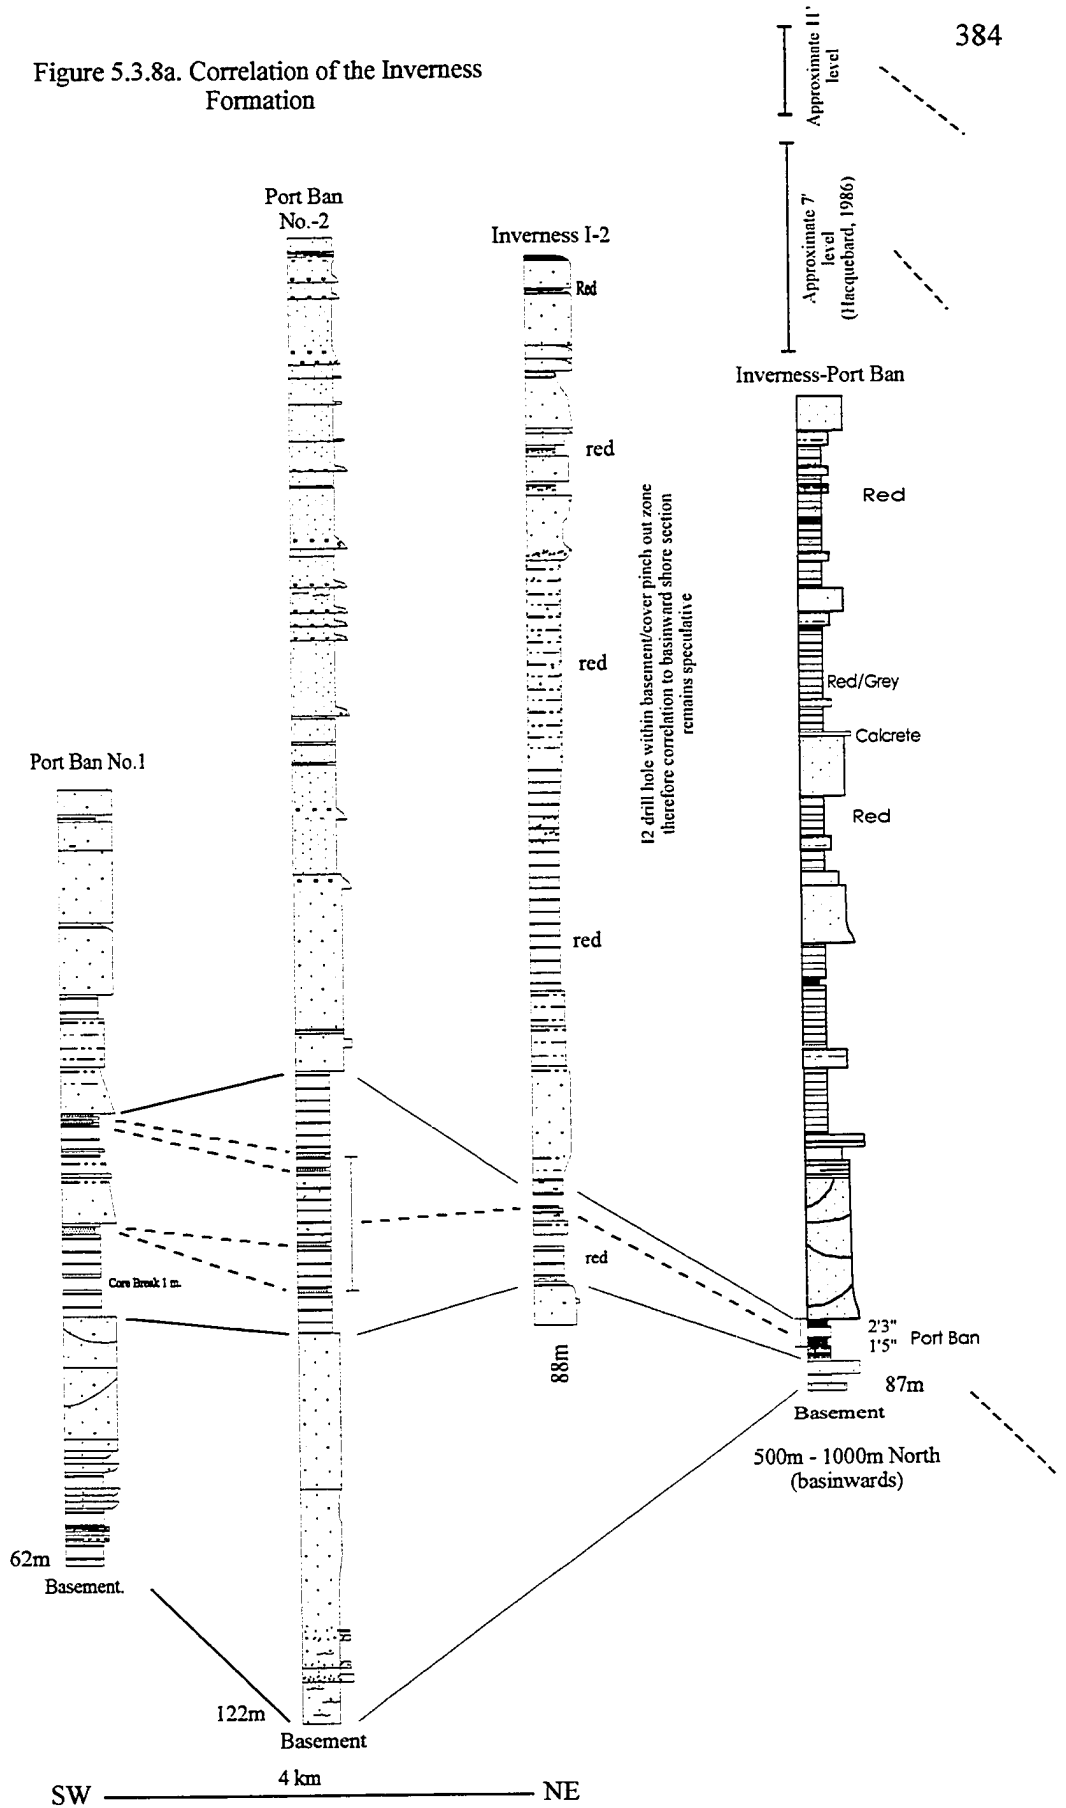 384
Figure 5.3.8a. Correlation of the Inverness
Formation
Approximate 11'
level
Approximate 7'
level
(Hacquebard, 1986)
Port Ban
No.-2
Inverness I-2
Red
red
red
red
red
88m
I2 drill hole within basement/cover pinch out zone
therefore correlation to basinward shore section
remains speculative
Inverness-Port Ban
Red
Red/Grey
Calcrete
Red
2'3"
1'5"
Port Ban
87m
Basement
500m - 1000m North
(basinwards)
Port Ban No.1
Core Break 1 m.
62m
Basement.
122m
Basement
4 km
SW
NE